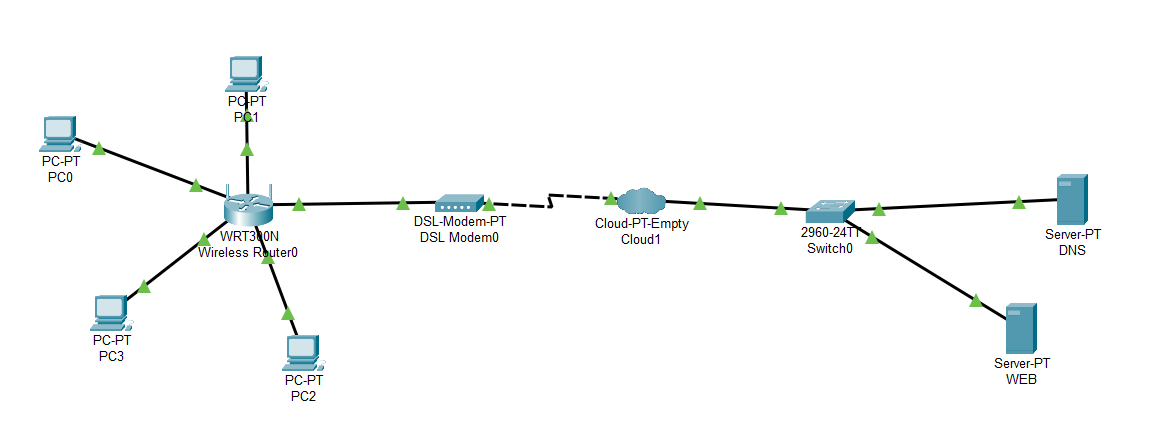 PC-PT
PC1
PC-PT
PC0
WRT300N
Wireless Router0
PC-PT
PC3
PC-PT
PC2
DSL-Modem-PT
DSL Modem0
Cloud-PT-Empty
Cloud1
2960-24TT
Switch0
Server-PT
DNS
Server-PT
WEB